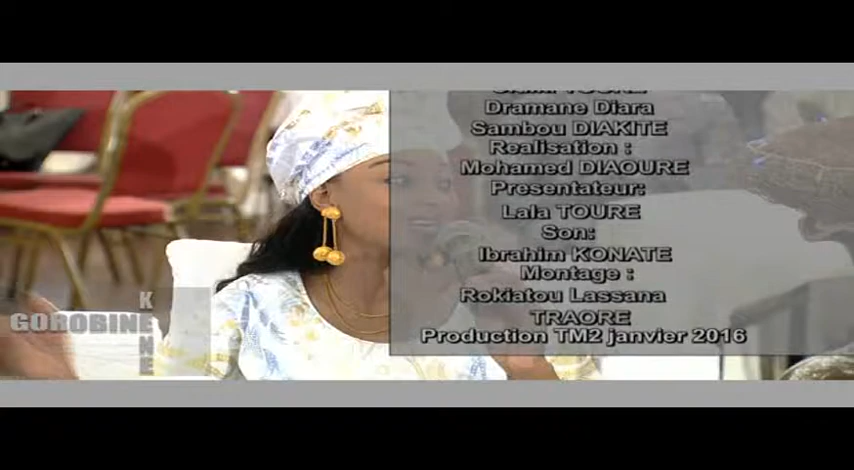 Dramane Diara
Sambou DIAKITE
Realisation :
Mohamed DIAOURE
Presentateur:
Lala TOURE
Son:
Ibrahim KONATE
Montage :
Rokiatou Lassana
TRAORE
Production TM2 janvier 2016
GOROBINE
KENE